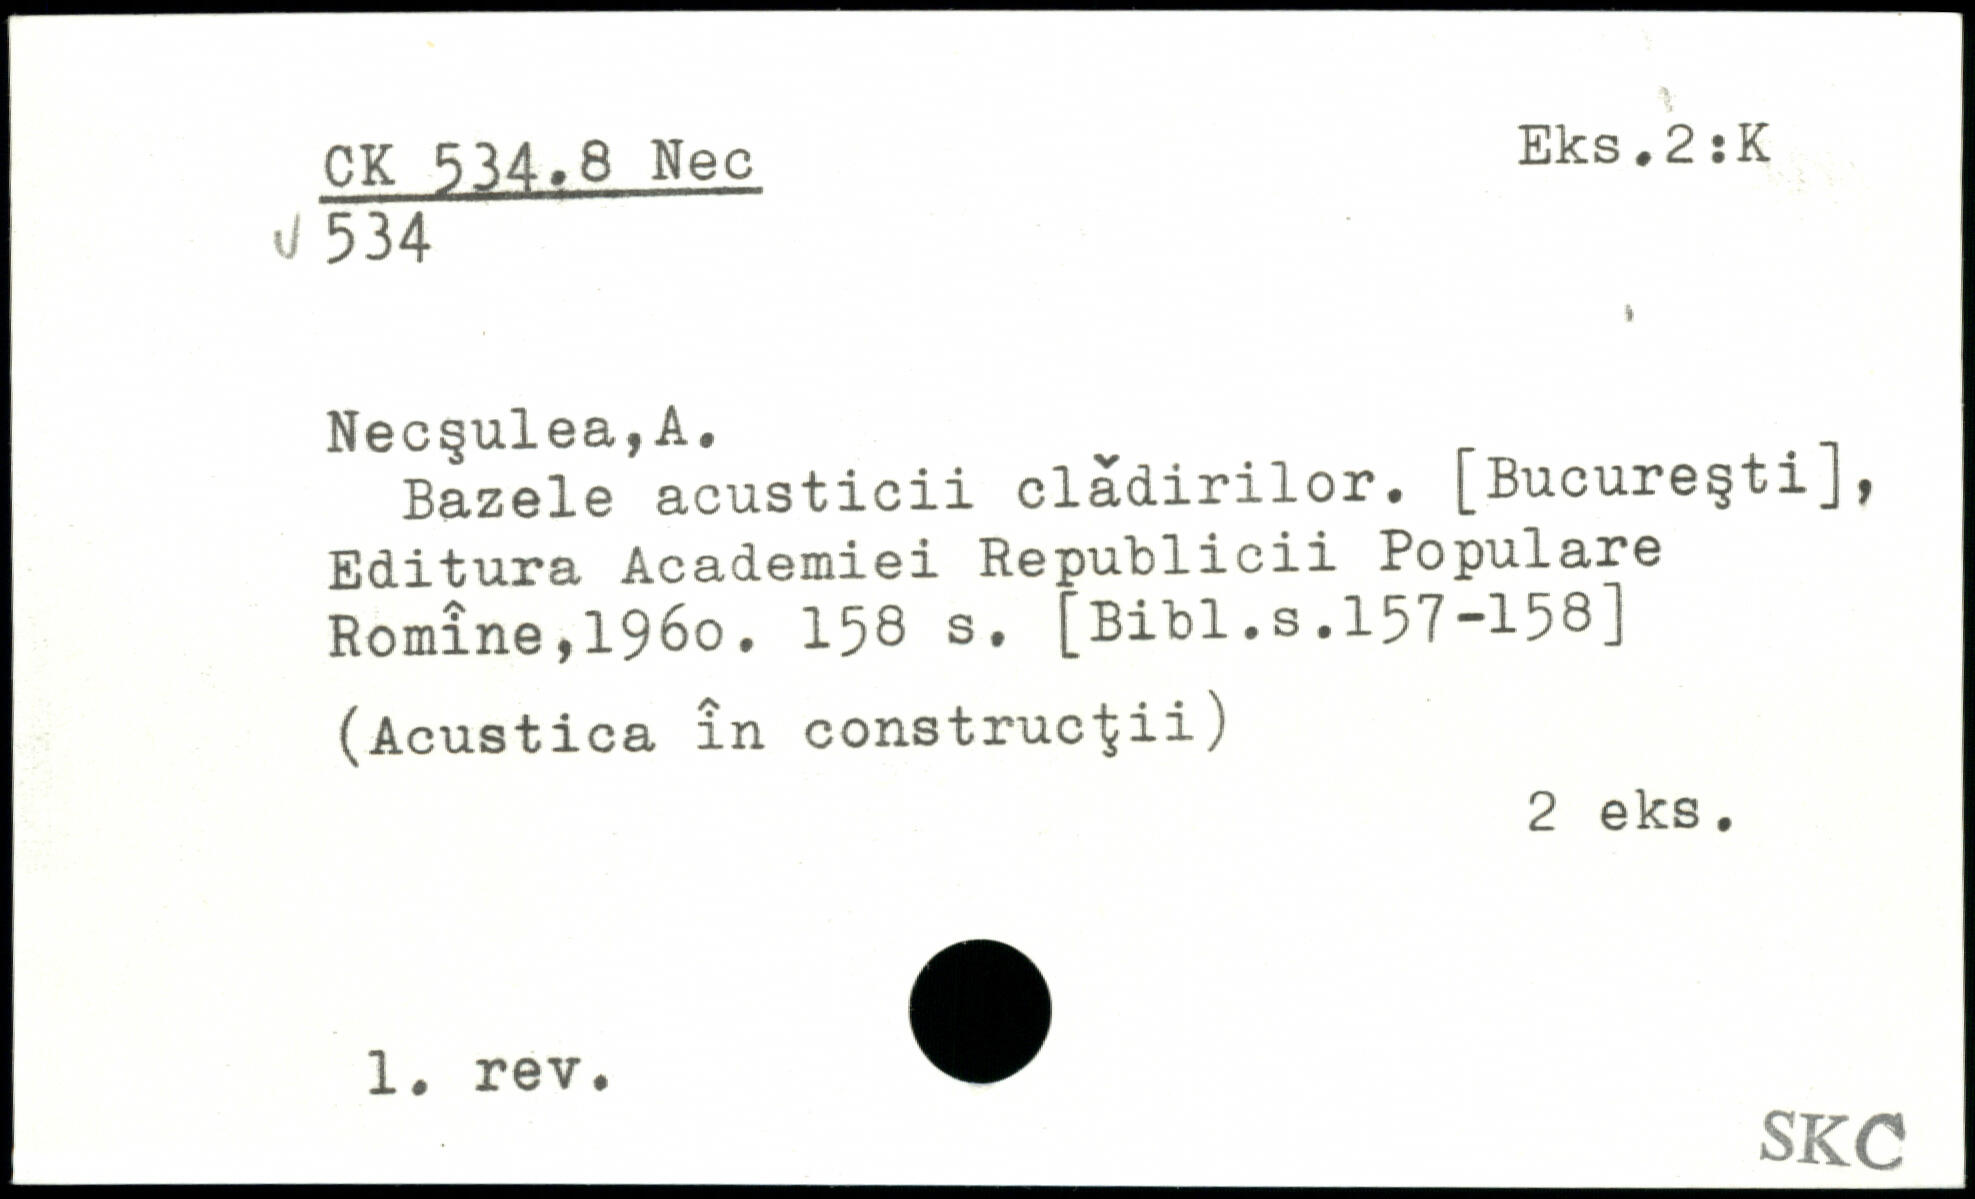 CK 534.8 Nec
Eks.2:K
534
Necşulea,A.
Bazele acusticii clădirilor. [Bucureşti],
Editura Academiei Republicii Populare
Romîne,196o. 158 s. [Bibl.s.157-158]
(Acustica în construcţii)
2 eks.
1. rev.
SKC